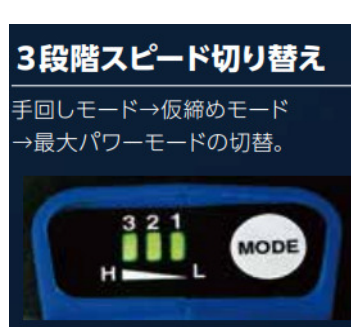 3段階スピード切り替え
手回しモード→仮締めモード
→最大パワーモードの切替。
3 2 1
MODE
H L